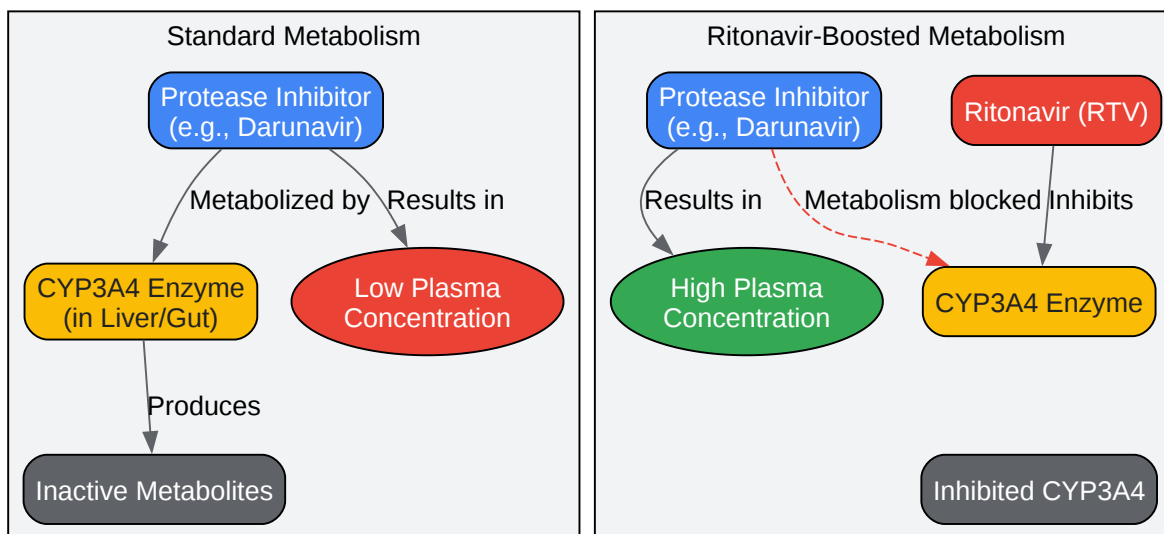 Standard Metabolism
Protease Inhibitor
(e.g., Darunavir)
Metabolized by
Results in
CYP3A4 Enzyme
(in Liver/Gut)
Low Plasma
Concentration
Produces
Inactive Metabolites
Ritonavir-Boosted Metabolism
Protease Inhibitor
(e.g., Darunavir)
Ritonavir (RTV)
Results in
Metabolism blocked
Inhibits
High Plasma
Concentration
CYP3A4 Enzyme
Inhibited CYP3A4